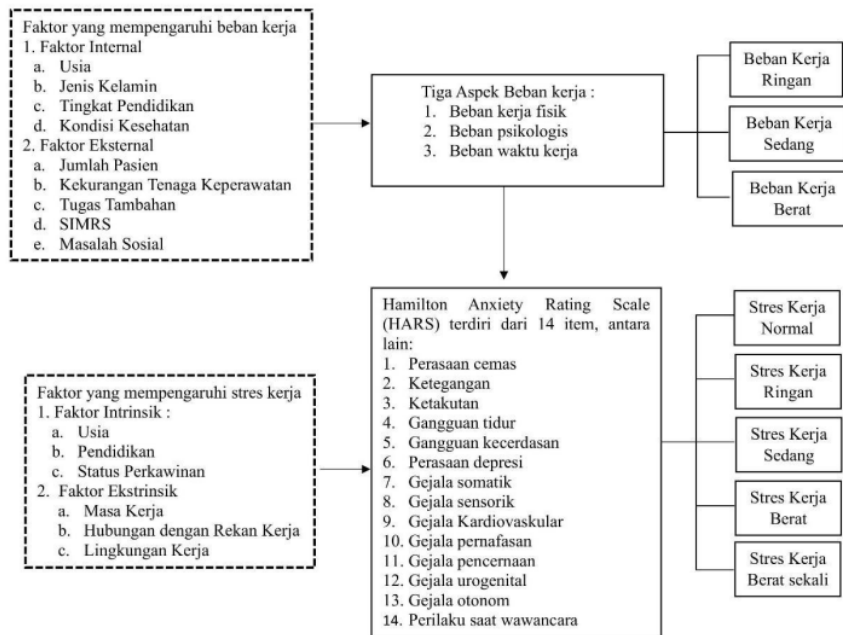 Faktor yang mempengaruhi beban kerja
1. Faktor Internal
a. Usia
b. Jenis Kelamin
c. Tingkat Pendidikan
d. Kondisi Kesehatan
2. Faktor Eksternal
a. Jumlah Pasien
b. Kekurangan Tenaga Keperawatan
c. Tugas Tambahan
d. SIMRS
e. Masalah Sosial
Tiga Aspek Beban kerja :
1. Beban kerja fisik
2. Beban psikologis
3. Beban waktu kerja
Beban Kerja
Ringan
Beban Kerja
Sedang
Beban Kerja
Berat
Faktor yang mempengaruhi stres kerja
1. Faktor Intrinsik :
a. Usia
b. Pendidikan
c. Status Perkawinan
2. Faktor Ekstrinsik
a. Masa Kerja
b. Hubungan dengan Rekan Kerja
c. Lingkungan Kerja
Hamilton Anxiety Rating Scale
(HARS) terdiri dari 14 item, antara
lain:
1. Perasaan cemas
2. Ketegangan
3. Ketakutan
4. Gangguan tidur
5. Gangguan kecerdasan
6. Perasaan depresi
7. Gejala somatik
8. Gejala sensorik
9. Gejala Kardiovaskular
10. Gejala pernafasan
11. Gejala pencernaan
12. Gejala urogenital
13. Gejala otonom
14. Perilaku saat wawancara
Stres Kerja
Normal
Stres Kerja
Ringan
Stres Kerja
Sedang
Stres Kerja
Berat
Stres Kerja
Berat sekali